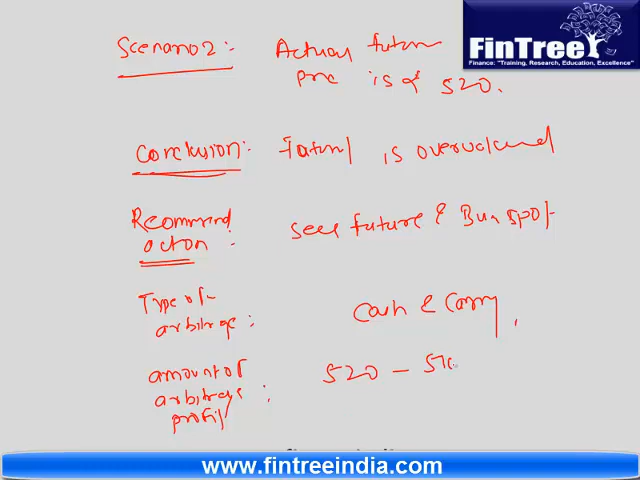 FinTree
Finance: "Training, Research, Education, Excellence"
Scenario 2:- Actual future
price is ₹ 520.
Conclusion: Future is overvalued
Recommend Sell future & Buy spot
action :
Type of Cash & Carry,
arbitrage :
amount of 520 -
arbitrage :
profit
www.fintreeindia.com